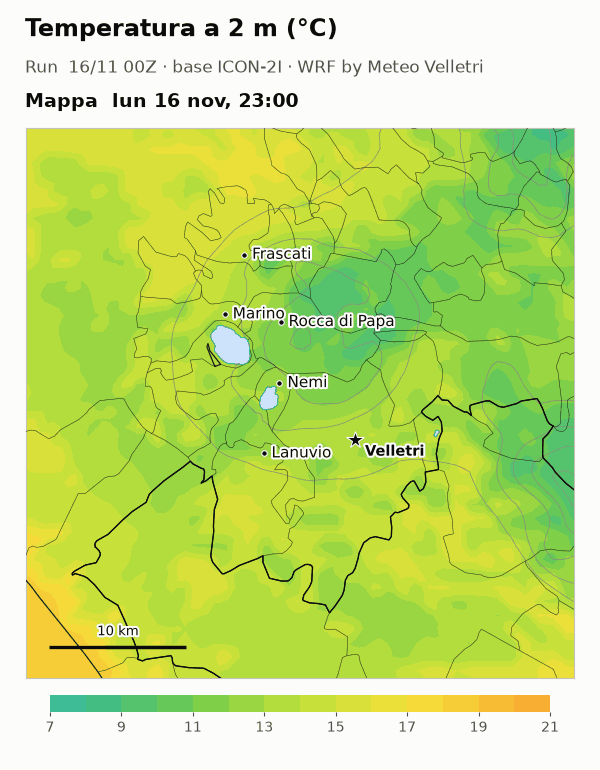 Temperatura a 2 m (°C)
Run  16/11 00Z · base ICON-2I · WRF by Meteo Velletri
Mappa  lun 16 nov, 23:00
Frascati
Marino
Rocca di Papa
Nemi
Velletri
Lanuvio
10 km
7 9 11 13 15 17 19 21